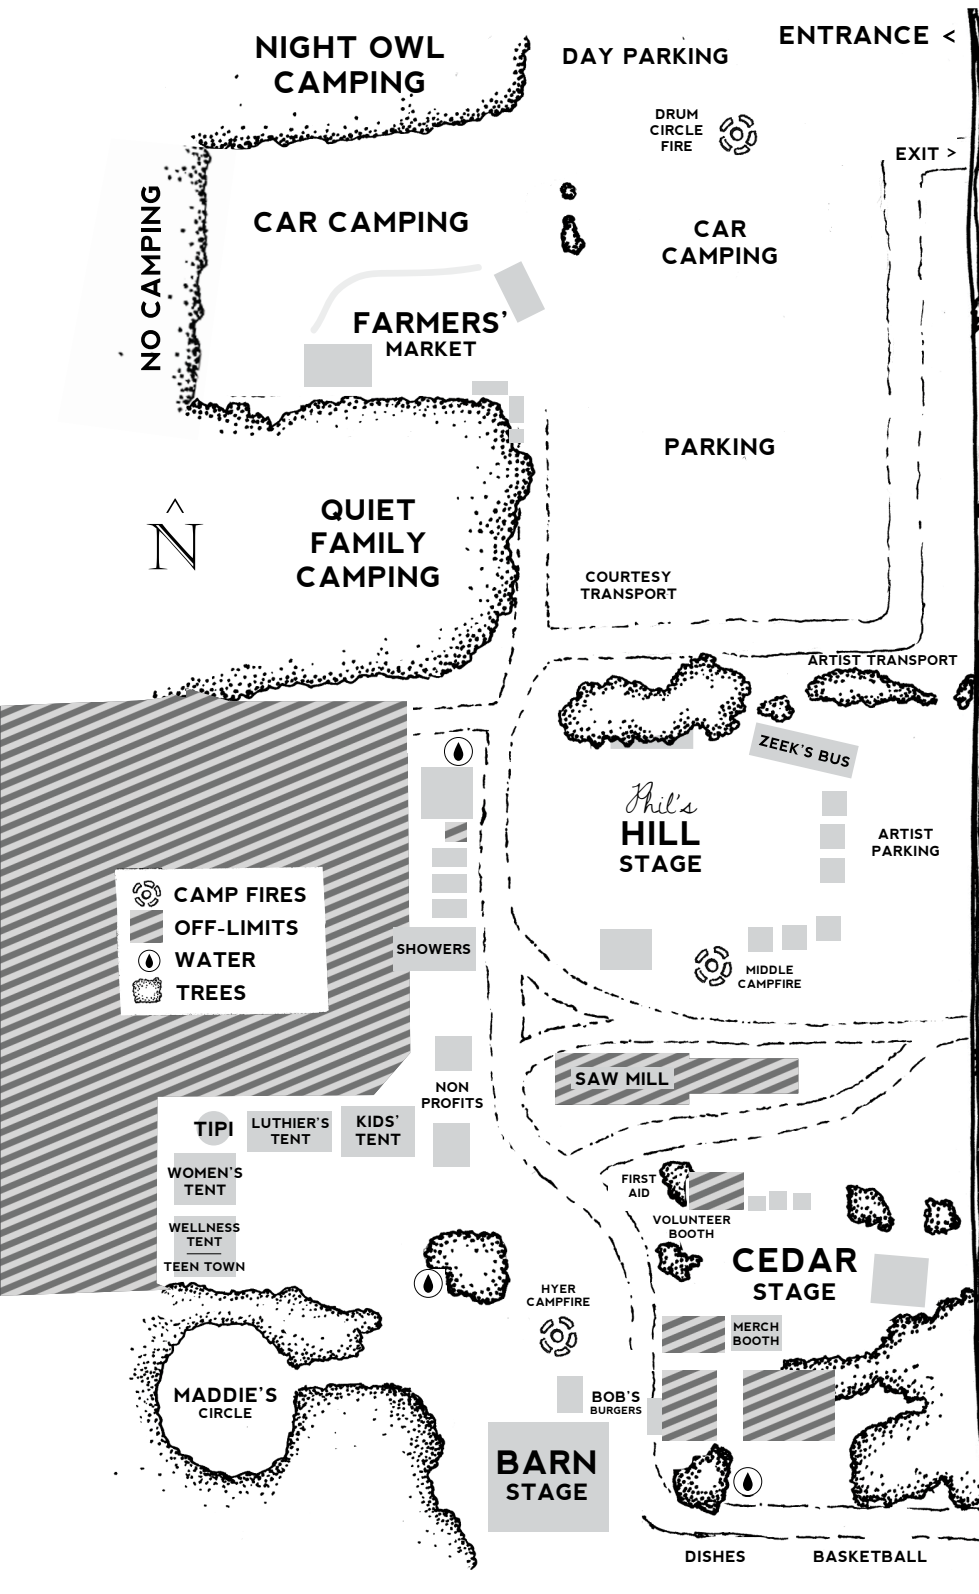 NIGHT OWL
CAMPING
DAY PARKING
ENTRANCE <
DRUM
CIRCLE
FIRE
EXIT >
NO CAMPING
CAR CAMPING
CAR
CAMPING
FARMERS'
MARKET
PARKING
QUIET
FAMILY
CAMPING
N
COURTESY
TRANSPORT
ARTIST TRANSPORT
ZEEK'S BUS
Phil's
HILL
STAGE
ARTIST
PARKING
CAMP FIRES
OFF-LIMITS
WATER
TREES
SHOWERS
MIDDLE
CAMPFIRE
SAW MILL
NON
PROFITS
TIPI
LUTHIER'S
TENT
KIDS'
TENT
WOMEN'S
TENT
WELLNESS
TENT
TEEN TOWN
FIRST
AID
VOLUNTEER
BOOTH
CEDAR
STAGE
HYER
CAMPFIRE
MERCH
BOOTH
MADDIE'S
CIRCLE
BOB'S
BURGERS
BARN
STAGE
DISHES
BASKETBALL